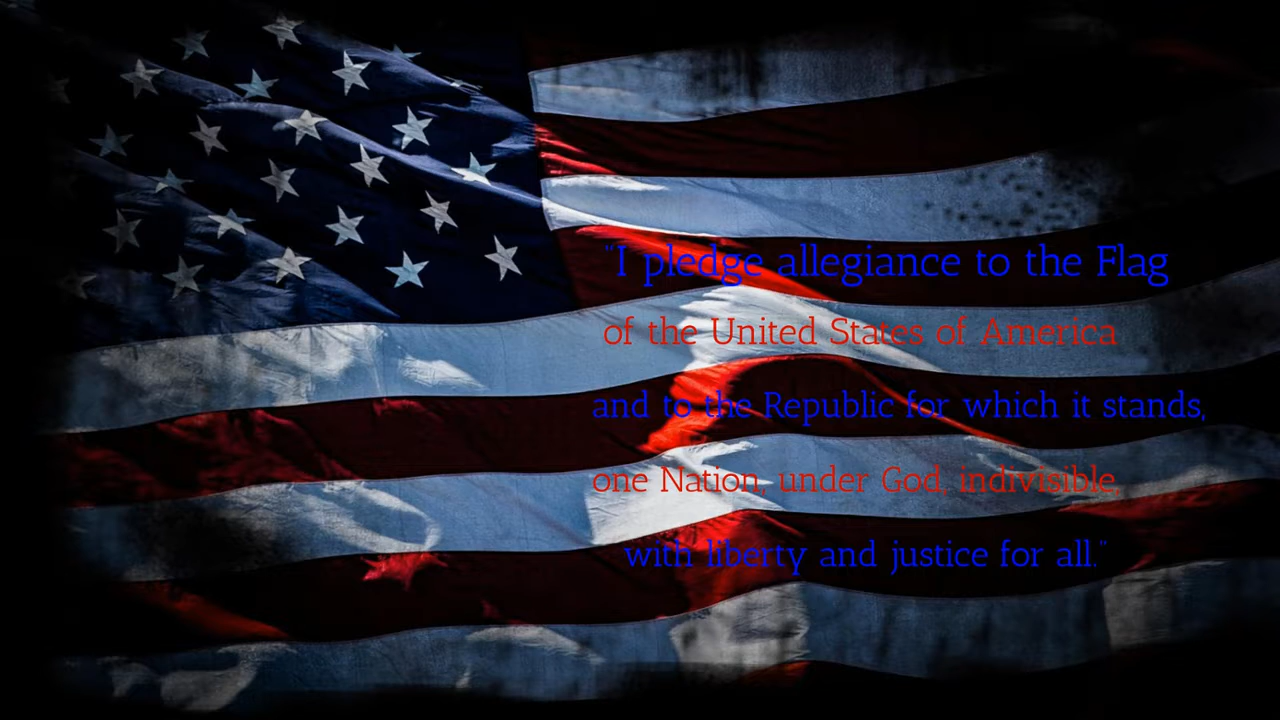 "I pledge allegiance to the Flag
of the United States of America
and to the Republic for which it stands,
one Nation, under God, indivisible,
with liberty and justice for all."